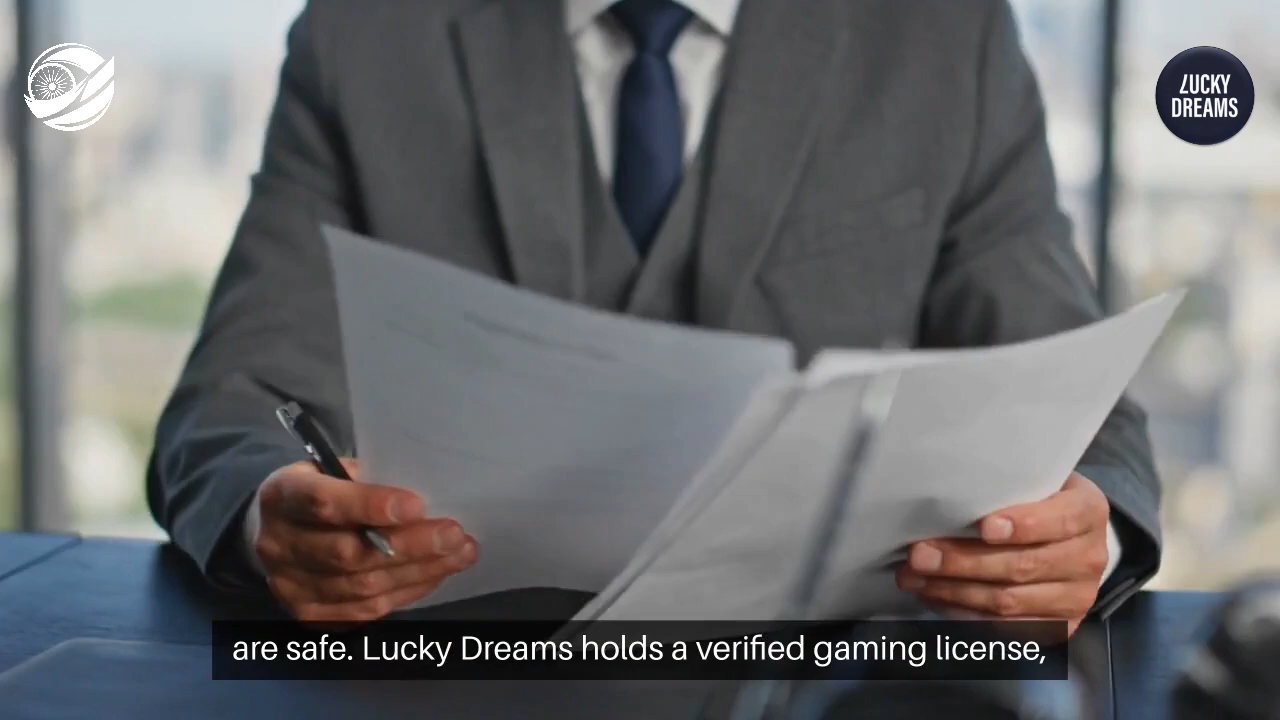 LUCKY
DREAMS
are safe. Lucky Dreams holds a verified gaming license,